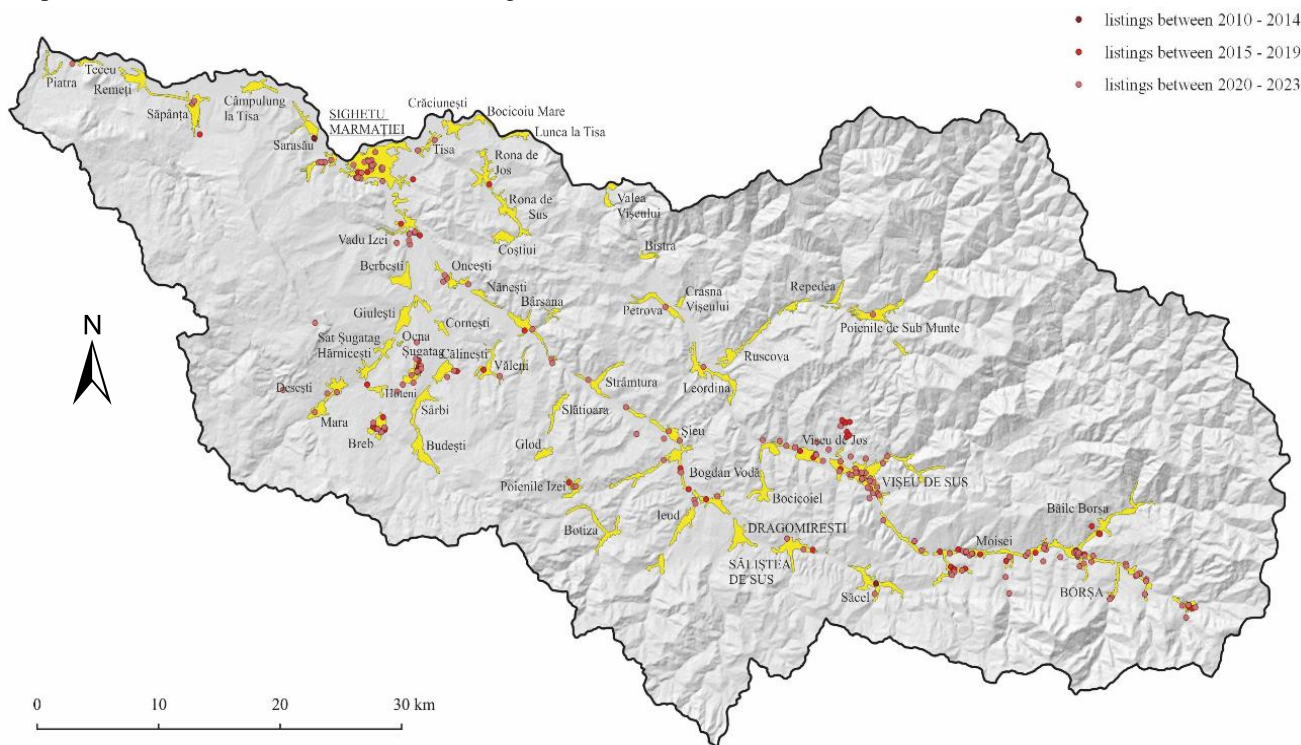 listings between 2010 - 2014
listings between 2015 - 2019
listings between 2020 - 2023
Piatra
Teceu
Remeți
Săpânța
Câmpulung
la Tisa
Sarasău
SIGHETU
MARMAȚIEI
Crăciunești
Bocicoiu Mare
Lunca la Tisa
Tisa
Rona de
Jos
Rona de
Sus
Coștiui
Valea
Vișeului
Bistra
Vadu Izei
Berbești
Oncești
Nănești
Bârsana
Giulești
Cornești
Sat Șugatag
Hărnicești
Ocna
Șugatag
Călinești
Văleni
Desești
Hoteni
Mara
Sârbi
Breb
Budești
Petrova
Crasna
Vișeului
Repedea
Poienile de Sub Munte
Ruscova
Leordina
Strâmtura
Slătioara
Glod
Șieu
Vișeu de Jos
VIȘEU DE SUS
Bogdan Vodă
Poienile Izei
Bocicoiel
Ieud
Botiza
DRAGOMIREȘTI
SĂLIȘTEA
DE SUS
Săcel
Moisei
Băile Borșa
BORȘA
N
0 10 20 30 km